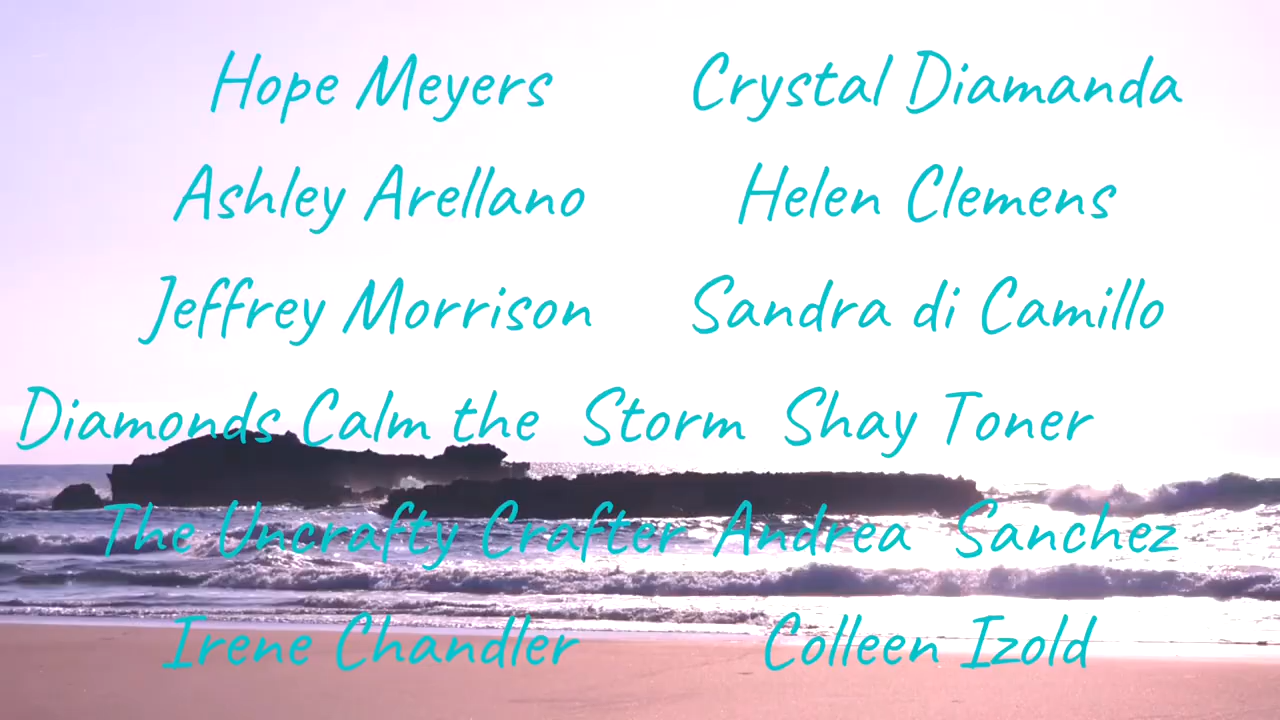 Hope Meyers Crystal Diamanda
Ashley Arellano Helen Clemens
Jeffrey Morrison Sandra di Camillo
Diamonds Calm the Storm Shay Toner
The Uncrafty Crafter Andrea Sanchez
Irene Chandler Colleen Izold